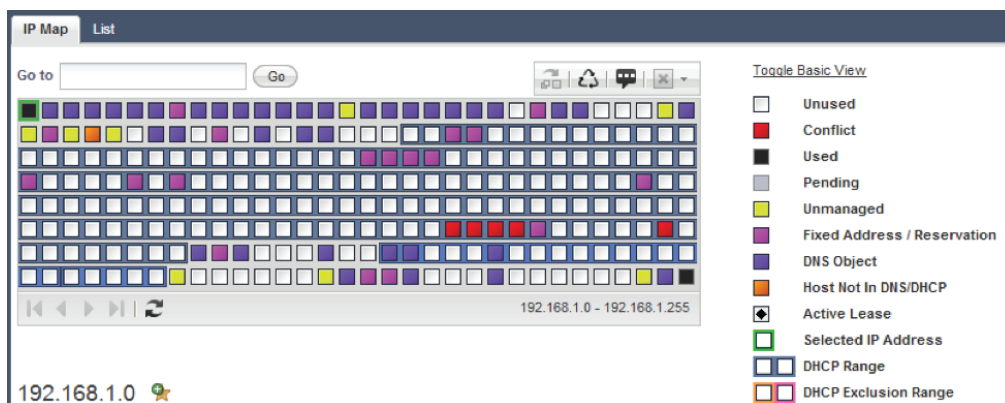 IP Map List
Go to Go
Toggle Basic View
Unused
Conflict
Used
Pending
Unmanaged
Fixed Address / Reservation
DNS Object
Host Not In DNS/DHCP
Active Lease
Selected IP Address
DHCP Range
DHCP Exclusion Range
192.168.1.0 - 192.168.1.255
192.168.1.0